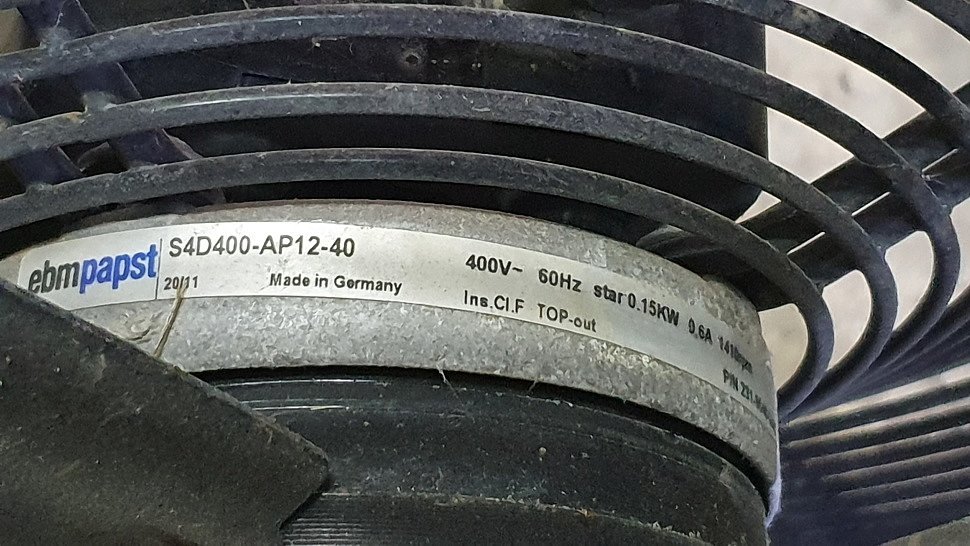 ebmpapst
S4D400-AP12-40
20/11 Made in Germany
400V~ 60Hz star 0.15KW 0.6A
Ins.Cl.F TOP-out
P/N